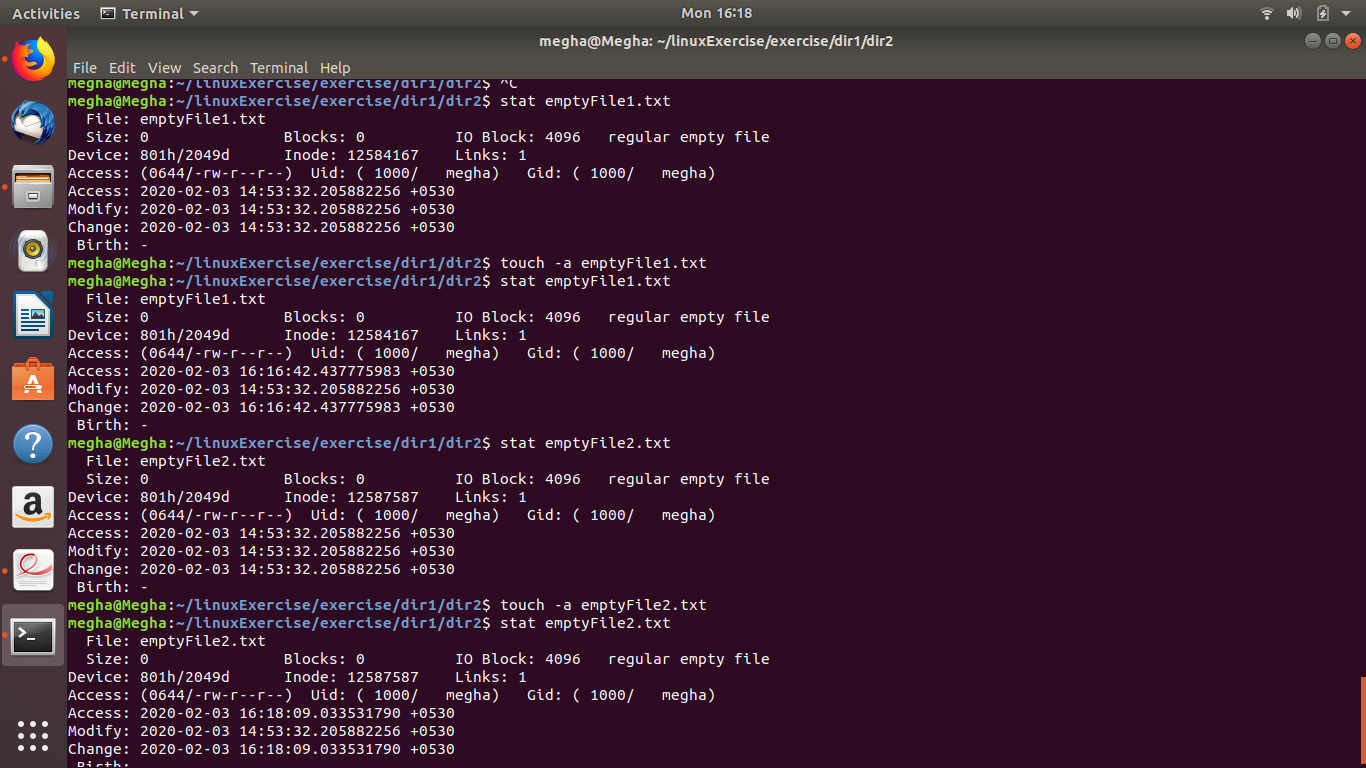 Activities Terminal Mon 16:18
megha@Megha: ~/linuxExercise/exercise/dir1/dir2
File Edit View Search Terminal Help
megha@Megha:~/linuxExercise/exercise/dir1/dir2$ ^C
megha@Megha:~/linuxExercise/exercise/dir1/dir2$ stat emptyFile1.txt
  File: emptyFile1.txt
  Size: 0               Blocks: 0          IO Block: 4096   regular empty file
Device: 801h/2049d      Inode: 12584167    Links: 1
Access: (0644/-rw-r--r--)  Uid: ( 1000/   megha)   Gid: ( 1000/   megha)
Access: 2020-02-03 14:53:32.205882256 +0530
Modify: 2020-02-03 14:53:32.205882256 +0530
Change: 2020-02-03 14:53:32.205882256 +0530
 Birth: -
megha@Megha:~/linuxExercise/exercise/dir1/dir2$ touch -a emptyFile1.txt
megha@Megha:~/linuxExercise/exercise/dir1/dir2$ stat emptyFile1.txt
  File: emptyFile1.txt
  Size: 0               Blocks: 0          IO Block: 4096   regular empty file
Device: 801h/2049d      Inode: 12584167    Links: 1
Access: (0644/-rw-r--r--)  Uid: ( 1000/   megha)   Gid: ( 1000/   megha)
Access: 2020-02-03 16:16:42.437775983 +0530
Modify: 2020-02-03 14:53:32.205882256 +0530
Change: 2020-02-03 16:16:42.437775983 +0530
 Birth: -
megha@Megha:~/linuxExercise/exercise/dir1/dir2$ stat emptyFile2.txt
  File: emptyFile2.txt
  Size: 0               Blocks: 0          IO Block: 4096   regular empty file
Device: 801h/2049d      Inode: 12587587    Links: 1
Access: (0644/-rw-r--r--)  Uid: ( 1000/   megha)   Gid: ( 1000/   megha)
Access: 2020-02-03 14:53:32.205882256 +0530
Modify: 2020-02-03 14:53:32.205882256 +0530
Change: 2020-02-03 14:53:32.205882256 +0530
 Birth: -
megha@Megha:~/linuxExercise/exercise/dir1/dir2$ touch -a emptyFile2.txt
megha@Megha:~/linuxExercise/exercise/dir1/dir2$ stat emptyFile2.txt
  File: emptyFile2.txt
  Size: 0               Blocks: 0          IO Block: 4096   regular empty file
Device: 801h/2049d      Inode: 12587587    Links: 1
Access: (0644/-rw-r--r--)  Uid: ( 1000/   megha)   Gid: ( 1000/   megha)
Access: 2020-02-03 16:18:09.033531790 +0530
Modify: 2020-02-03 14:53:32.205882256 +0530
Change: 2020-02-03 16:18:09.033531790 +0530
 Birth: -